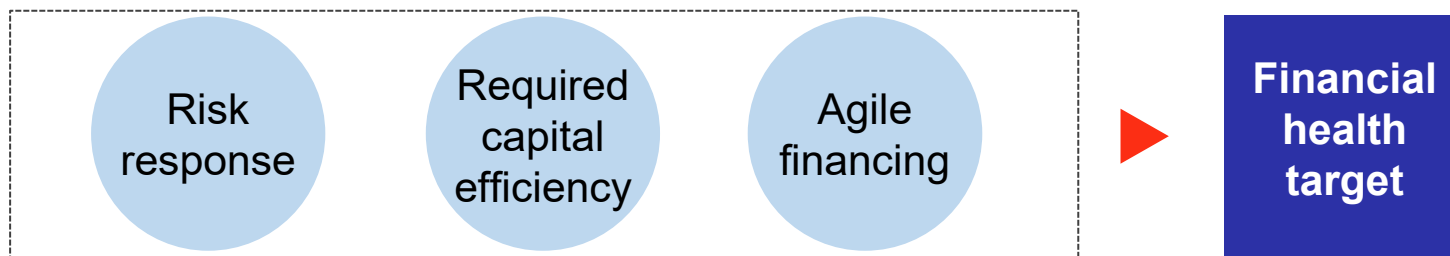 Risk
response
Required
capital
efficiency
Agile
financing
Financial
health
target